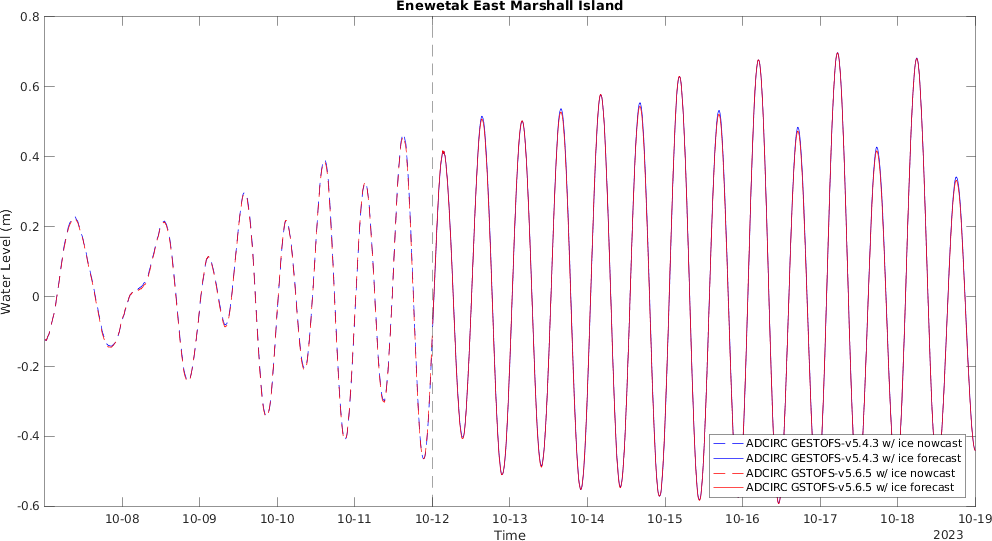 Enewetak East Marshall Island
0.8
0.6
0.4
0.2
0
-0.2
-0.4
-0.6
Water Level (m)
ADCIRC GESTOFS-v5.4.3 w/ ice nowcast
ADCIRC GESTOFS-v5.4.3 w/ ice forecast
ADCIRC GSTOFS-v5.6.5 w/ ice nowcast
ADCIRC GSTOFS-v5.6.5 w/ ice forecast
10-08 10-09 10-10 10-11 10-12 10-13 10-14 10-15 10-16 10-17 10-18 10-19
Time
2023